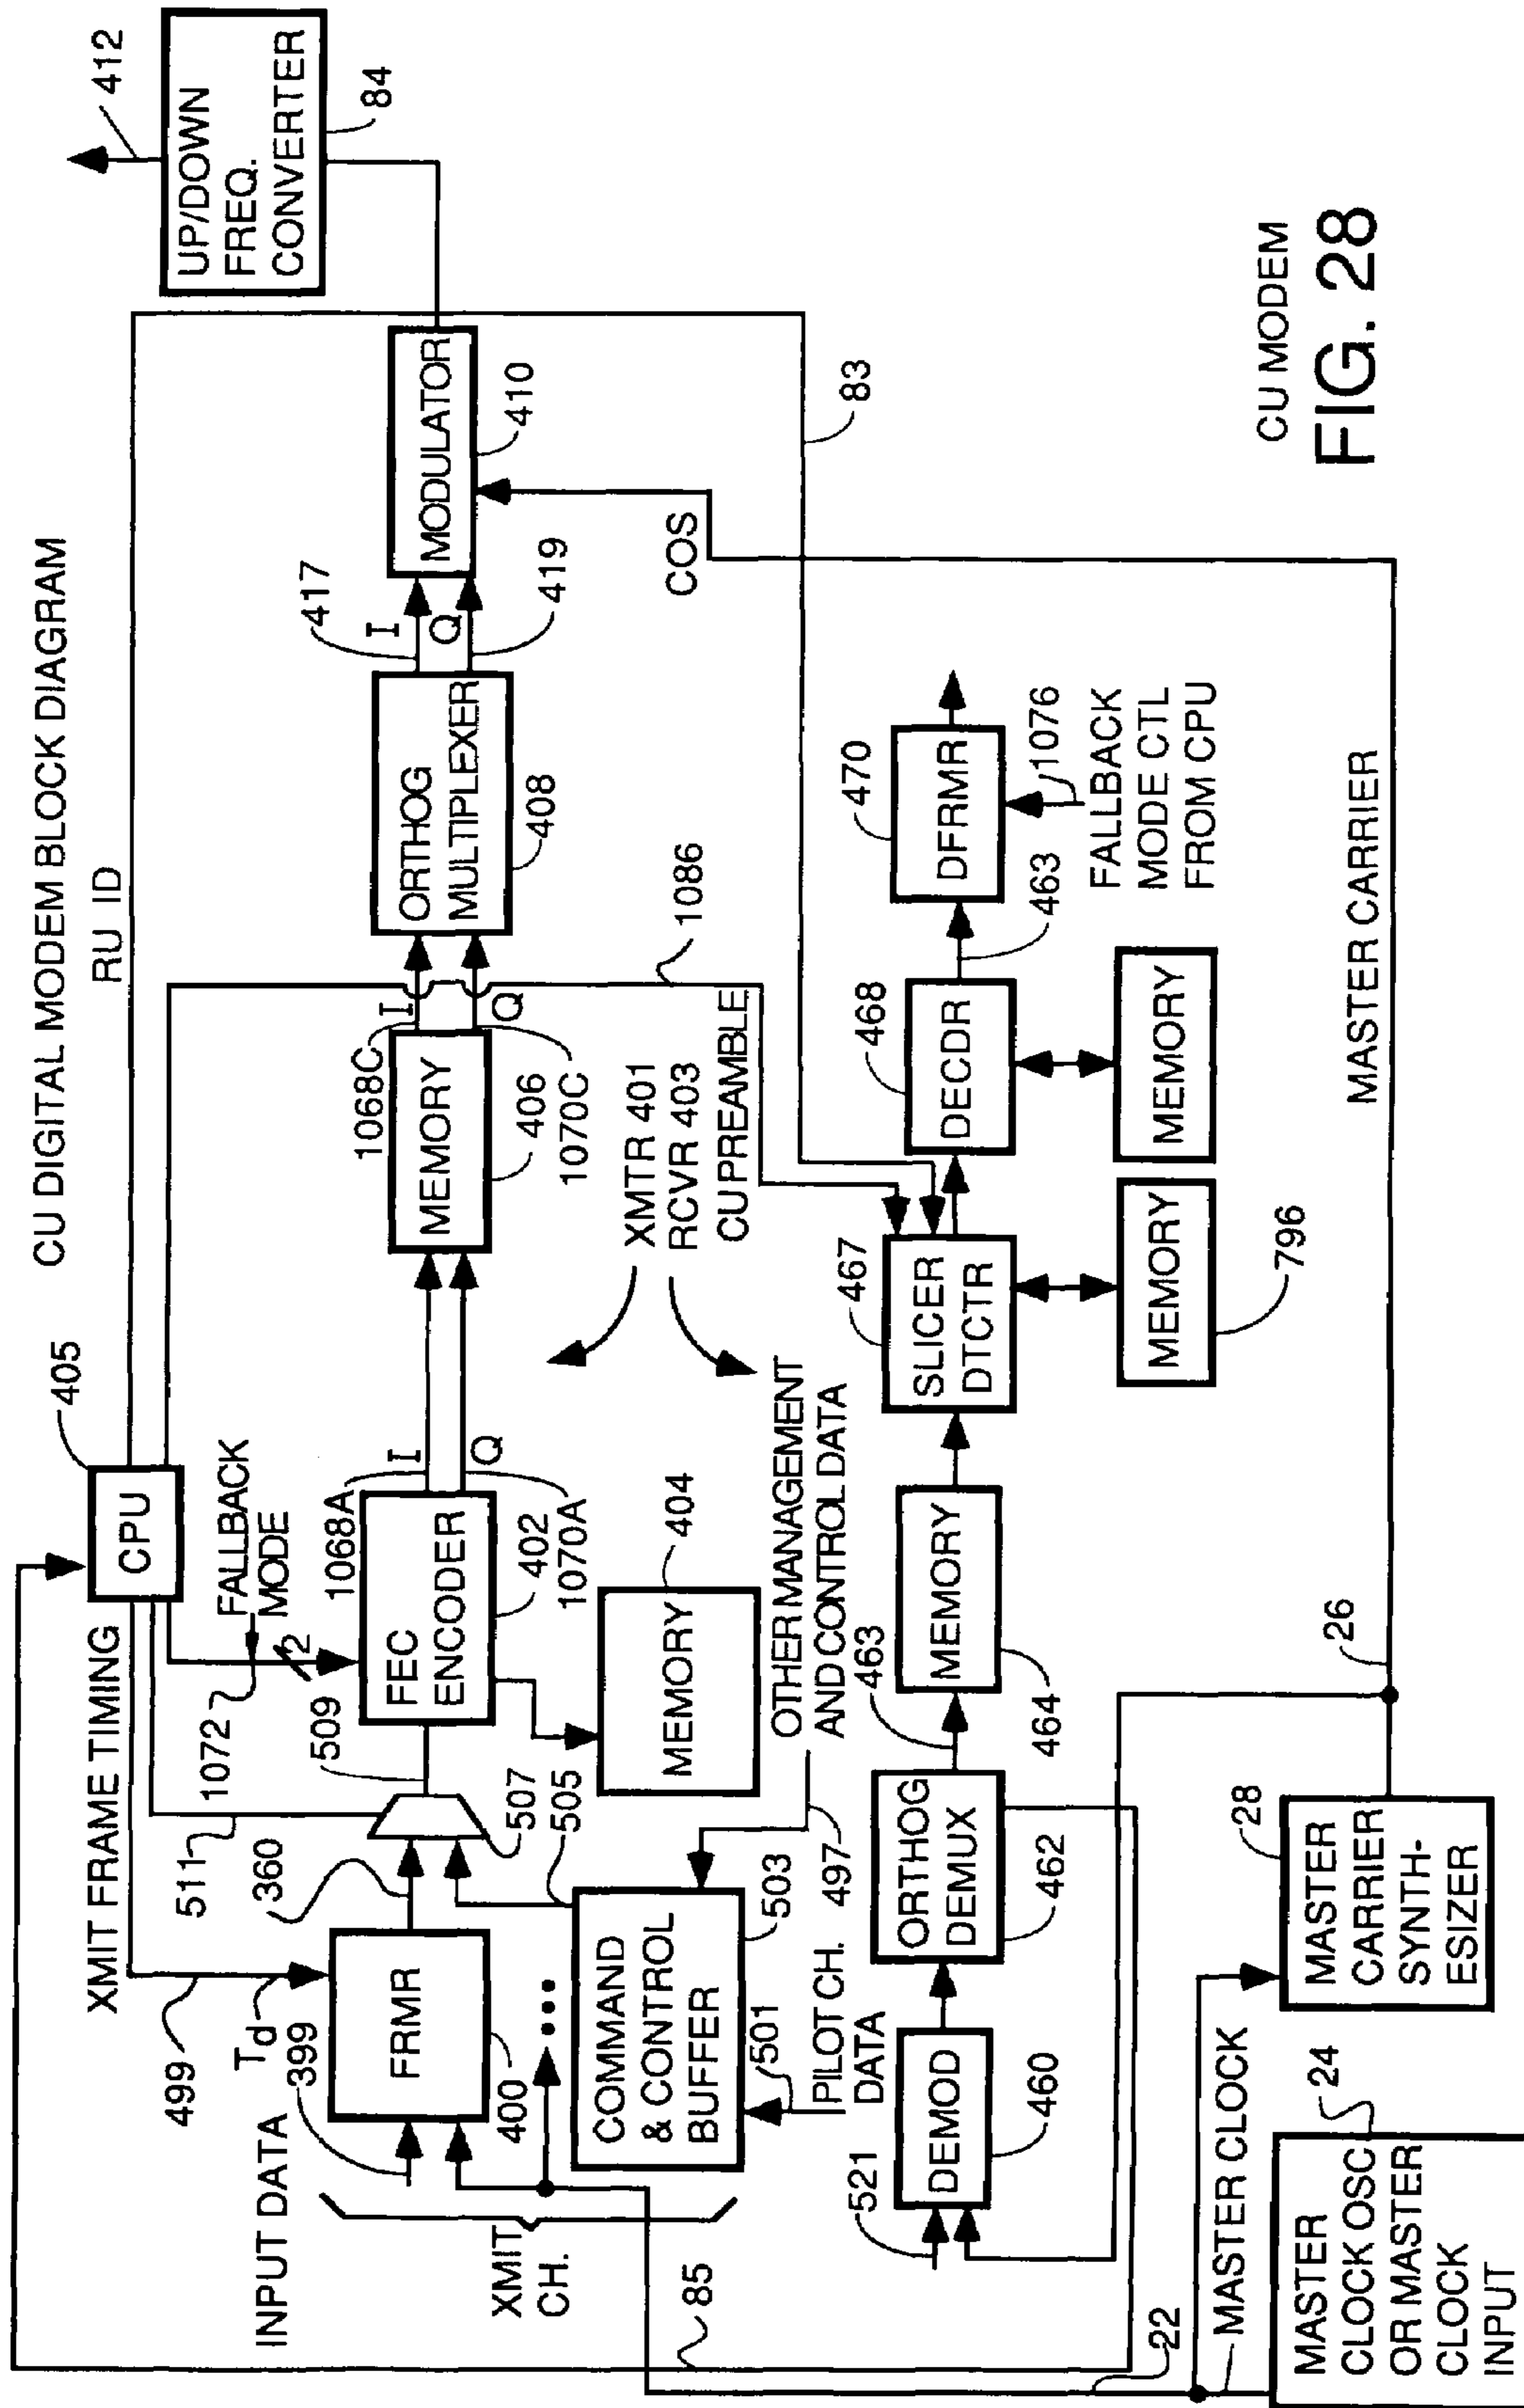 CU DIGITAL MODEM BLOCK DIAGRAM
RU ID
412
UP/DOWN
FREQ.
CONVERTER
84
405
CPU
XMIT FRAME TIMING
499
Td
511
1072
FALLBACK
MODE
2
INPUT DATA
399
FRMR
400
360
509
507
FEC
ENCODER
402
1068A
I
Q
1070A
MEMORY
404
MEMORY
406
1068C
I
Q
1070C
ORTHOG
MULTIPLEXER
408
417
I
Q
419
MODULATOR
410
COS
83
1086
XMIT
CH.
COMMAND
& CONTROL
BUFFER
503
505
501
PILOT CH.
DATA
497
OTHER MANAGEMENT
AND CONTROL DATA
XMTR 401
RCVR 403
CU PREAMBLE
521
DEMOD
460
ORTHOG
DEMUX
462
463
MEMORY
464
SLICER
DTCTR
467
MEMORY
796
DECDR
468
MEMORY
463
DFRMR
470
1076
FALLBACK
MODE CTL
FROM CPU
85
22
MASTER CLOCK
MASTER
CLOCK OSC
OR MASTER
CLOCK
INPUT
24
MASTER
CARRIER
SYNTH-
ESIZER
28
26
MASTER CARRIER
CU MODEM
FIG. 28